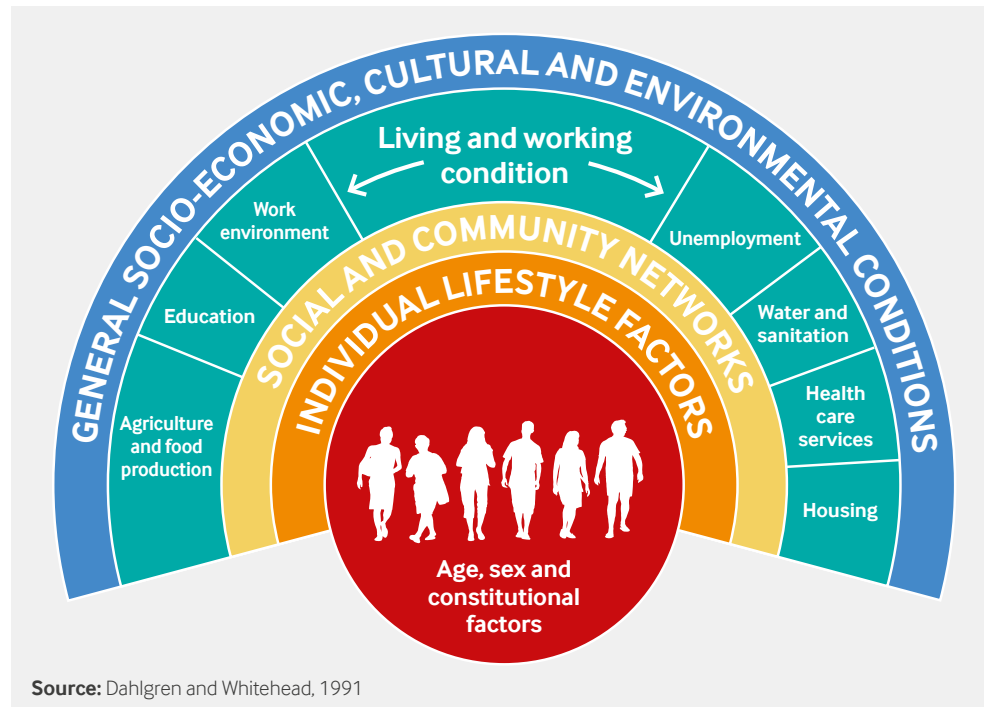 GENERAL SOCIO-ECONOMIC, CULTURAL AND ENVIRONMENTAL CONDITIONS
Living and working
condition
Work
environment
Education
Agriculture
and food
production
Unemployment
Water and
sanitation
Health
care
services
Housing
SOCIAL AND COMMUNITY NETWORKS
INDIVIDUAL LIFESTYLE FACTORS
Age, sex and
constitutional
factors
Source: Dahlgren and Whitehead, 1991